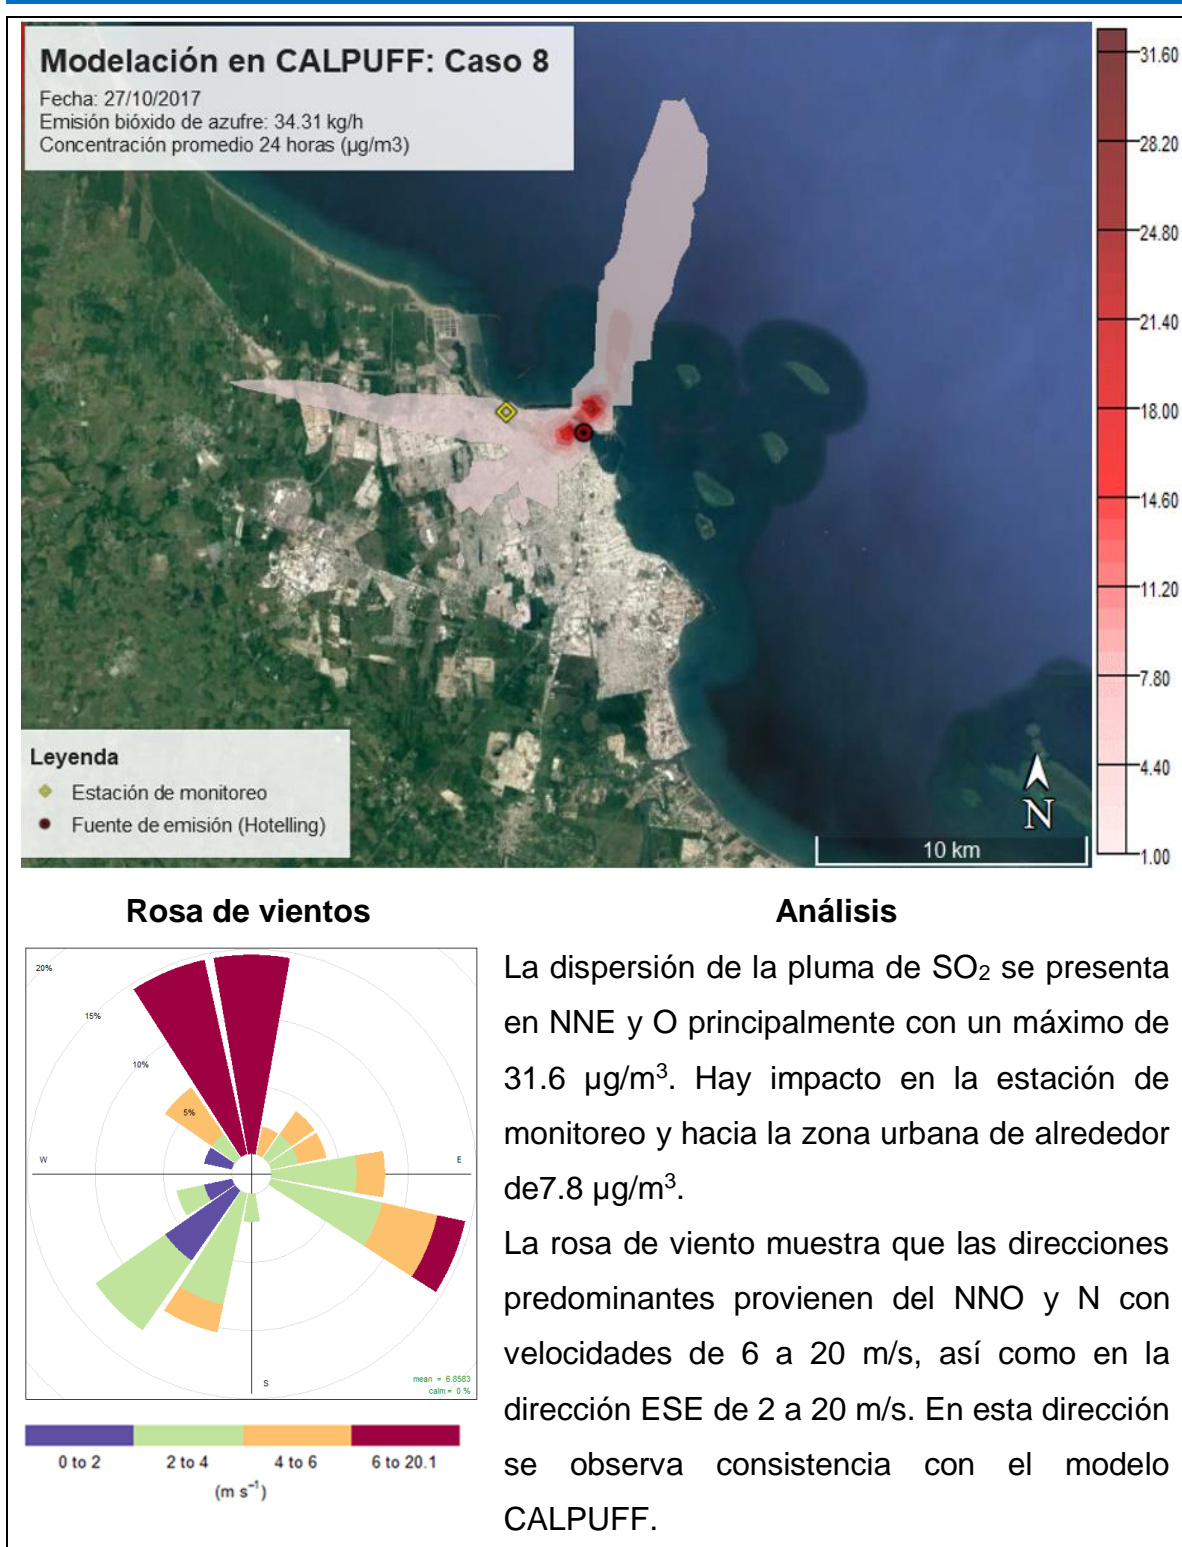 Modelación en CALPUFF: Caso 8
Fecha: 27/10/2017
Emisión bióxido de azufre: 34.31 kg/h
Concentración promedio 24 horas (µg/m3)
31.60
28.20
24.80
21.40
18.00
14.60
11.20
7.80
4.40
1.00
Leyenda
Estación de monitoreo
Fuente de emisión (Hotelling)
N
10 km
Rosa de vientos
20%
15%
10%
5%
W
E
S
mean = 6.8583
calm = 0 %
0 to 2
2 to 4
4 to 6
6 to 20.1
(m s⁻¹)
Análisis
La dispersión de la pluma de SO₂ se presenta
en NNE y O principalmente con un máximo de
31.6 µg/m³. Hay impacto en la estación de
monitoreo y hacia la zona urbana de alrededor
de7.8 µg/m³.
La rosa de viento muestra que las direcciones
predominantes provienen del NNO y N con
velocidades de 6 a 20 m/s, así como en la
dirección ESE de 2 a 20 m/s. En esta dirección
se observa consistencia con el modelo
CALPUFF.